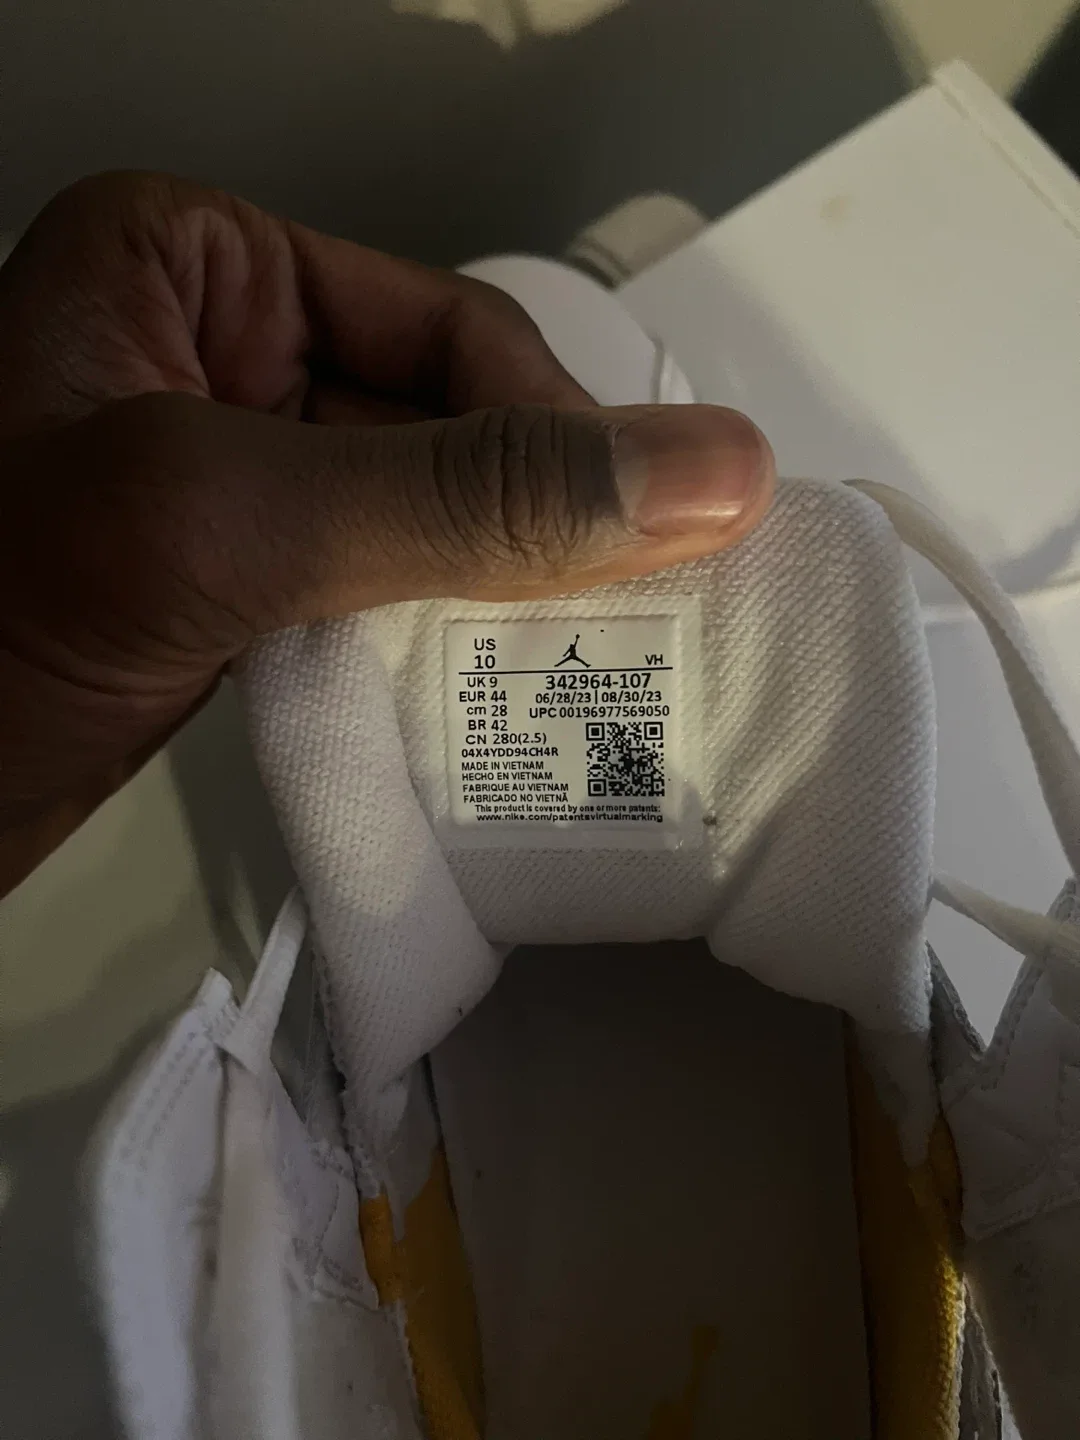 US
10
VH
UK 9
342964-107
EUR 44
06/28/23 | 08/30/23
cm 28
UPC 00196977569050
BR 42
CN 280(2.5)
04X4YDD94CH4R
MADE IN VIETNAM
HECHO EN VIETNAM
FABRIQUE AU VIETNAM
FABRICADO NO VIETNÃ
This product is covered by one or more patents:
www.nike.com/patentsvirtualmarking